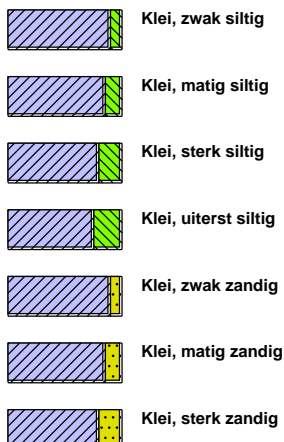 Klei, zwak siltig
Klei, matig siltig
Klei, sterk siltig
Klei, uiterst siltig
Klei, zwak zandig
Klei, matig zandig
Klei, sterk zandig